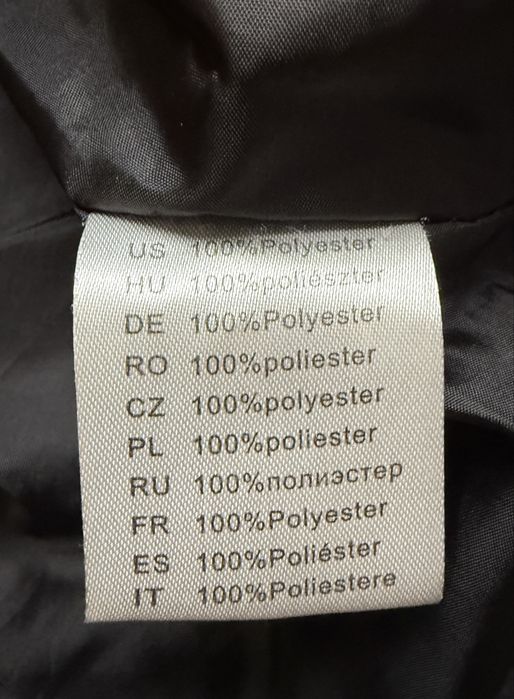 US 100%Polyester
HU 100%poliészter
DE 100%Polyester
RO 100%poliester
CZ 100%polyester
PL 100%poliester
RU 100%полиэстер
FR 100%Polyester
ES 100%Poliéster
IT 100%Poliestere